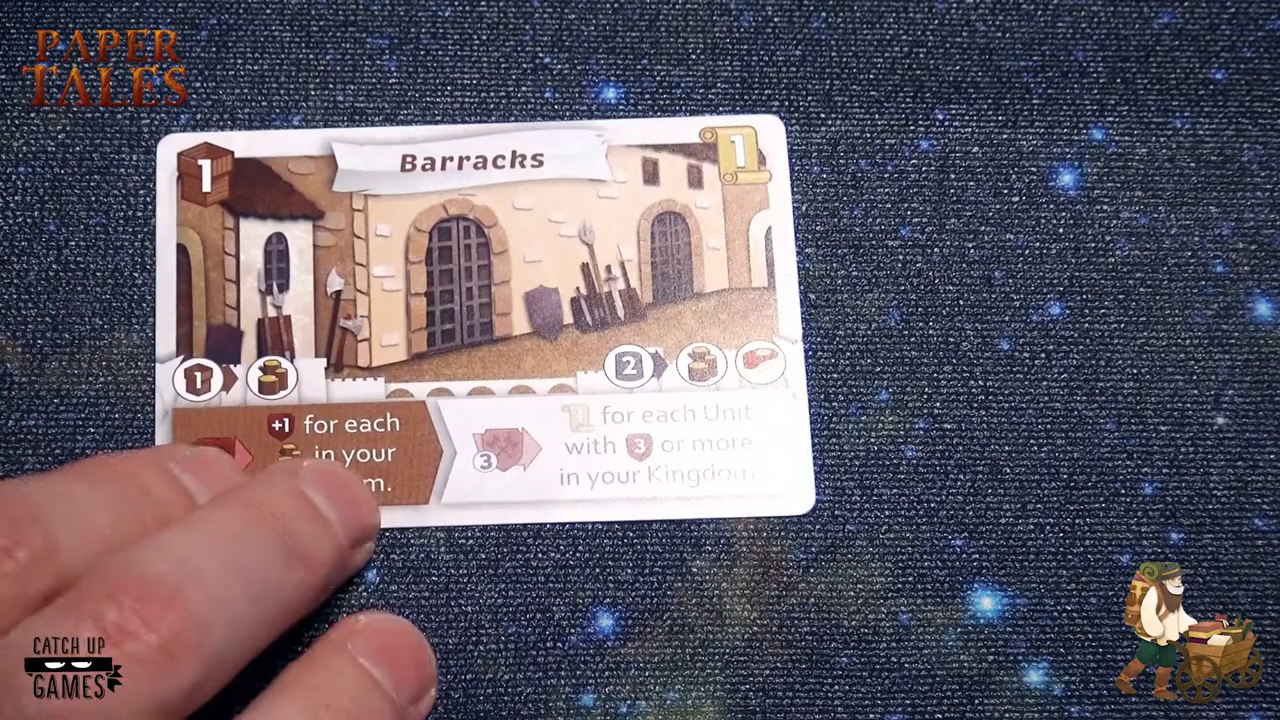 PAPER
TALES
1
Barracks
1
1
2
+1 for each
in your
m.
3
1 for each Unit
with 3 or more
in your Kingdom.
CATCH UP
GAMES